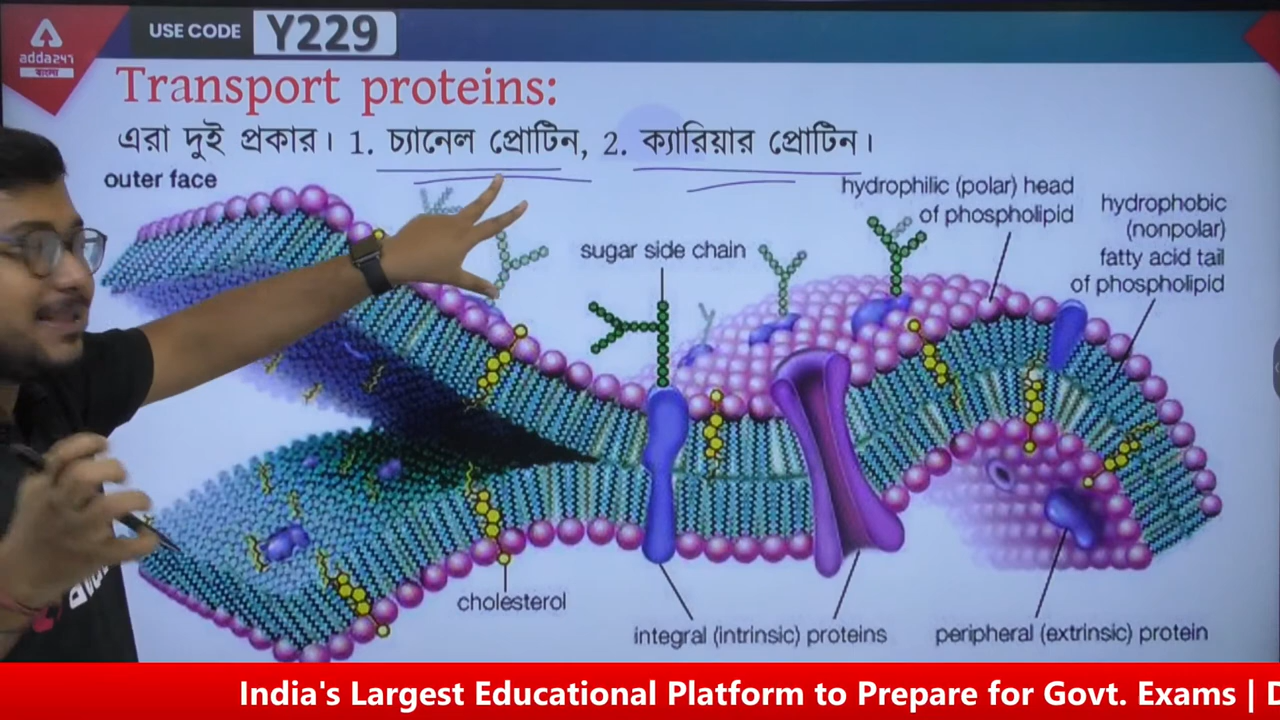 USE CODE Y229
adda247
বাংলা
Transport proteins:
এরা দুই প্রকার। 1. চ্যানেল প্রোটিন, 2. ক্যারিয়ার প্রোটিন।
outer face
hydrophilic (polar) head
of phospholipid
hydrophobic
(nonpolar)
fatty acid tail
of phospholipid
sugar side chain
cholesterol
integral (intrinsic) proteins
peripheral (extrinsic) protein
India's Largest Educational Platform to Prepare for Govt. Exams | D